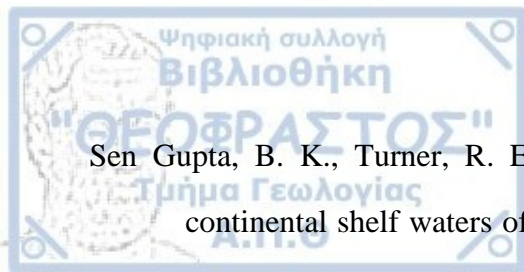 Ψηφιακή συλλογή
Βιβλιοθήκη
"ΘΕΟΦΡΑΣΤΟΣ"
Sen Gupta, B. K., Turner, R. E
Τμήμα Γεωλογίας
continental shelf waters of
Α.Π.Θ